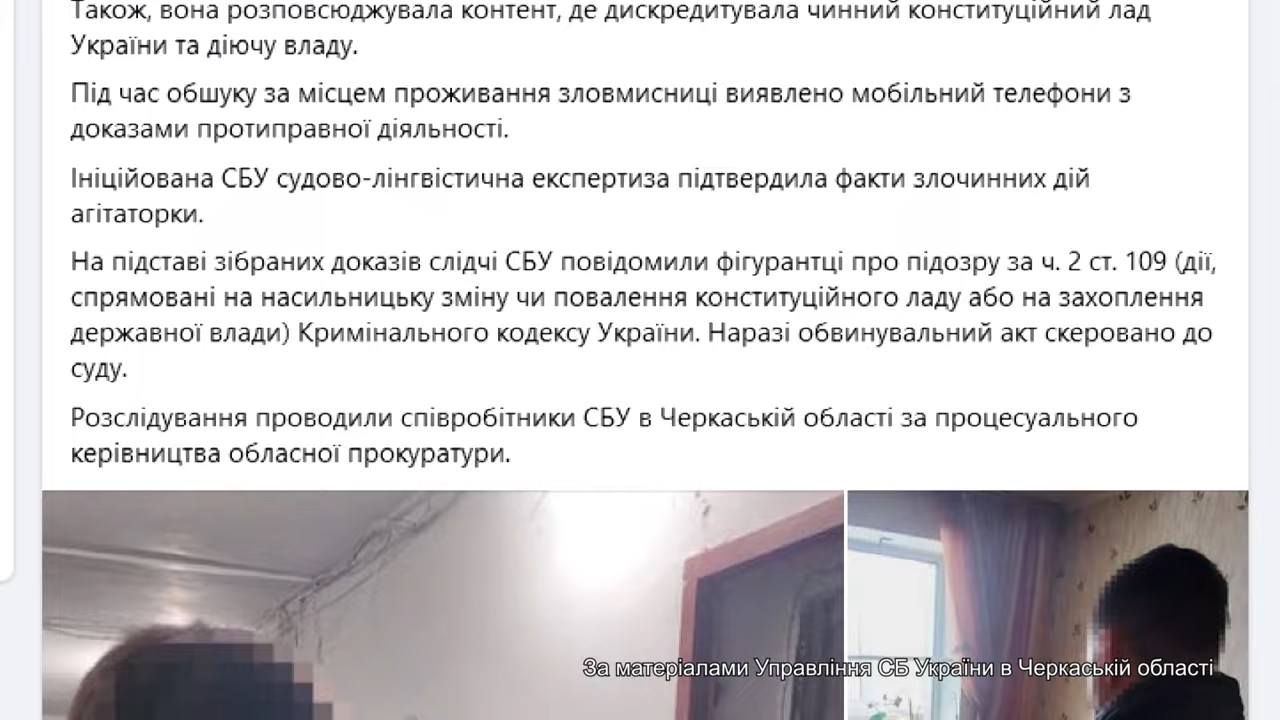 Також, вона розповсюджувала контент, де дискредитувала чинний конституційний лад
України та діючу владу.
Під час обшуку за місцем проживання зловмисниці виявлено мобільний телефони з
доказами протиправної діяльності.
Ініційована СБУ судово-лінгвістична експертиза підтвердила факти злочинних дій
агітаторки.
На підставі зібраних доказів слідчі СБУ повідомили фігурантці про підозру за ч. 2 ст. 109 (дії,
спрямовані на насильницьку зміну чи повалення конституційного ладу або на захоплення
державної влади) Кримінального кодексу України. Наразі обвинувальний акт скеровано до
суду.
Розслідування проводили співробітники СБУ в Черкаській області за процесуального
керівництва обласної прокуратури.
За матеріалами Управління СБ України в Черкаській області